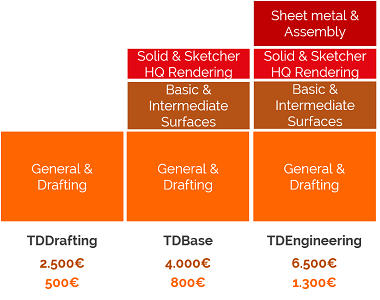 Sheet metal &
Assembly
Solid & Sketcher
HQ Rendering
Solid & Sketcher
HQ Rendering
Basic &
Intermediate
Surfaces
Basic &
Intermediate
Surfaces
General &
Drafting
General &
Drafting
General &
Drafting
TDDrafting
TDBase
TDEngineering
2.500€
4.000€
6.500€
500€
800€
1.300€